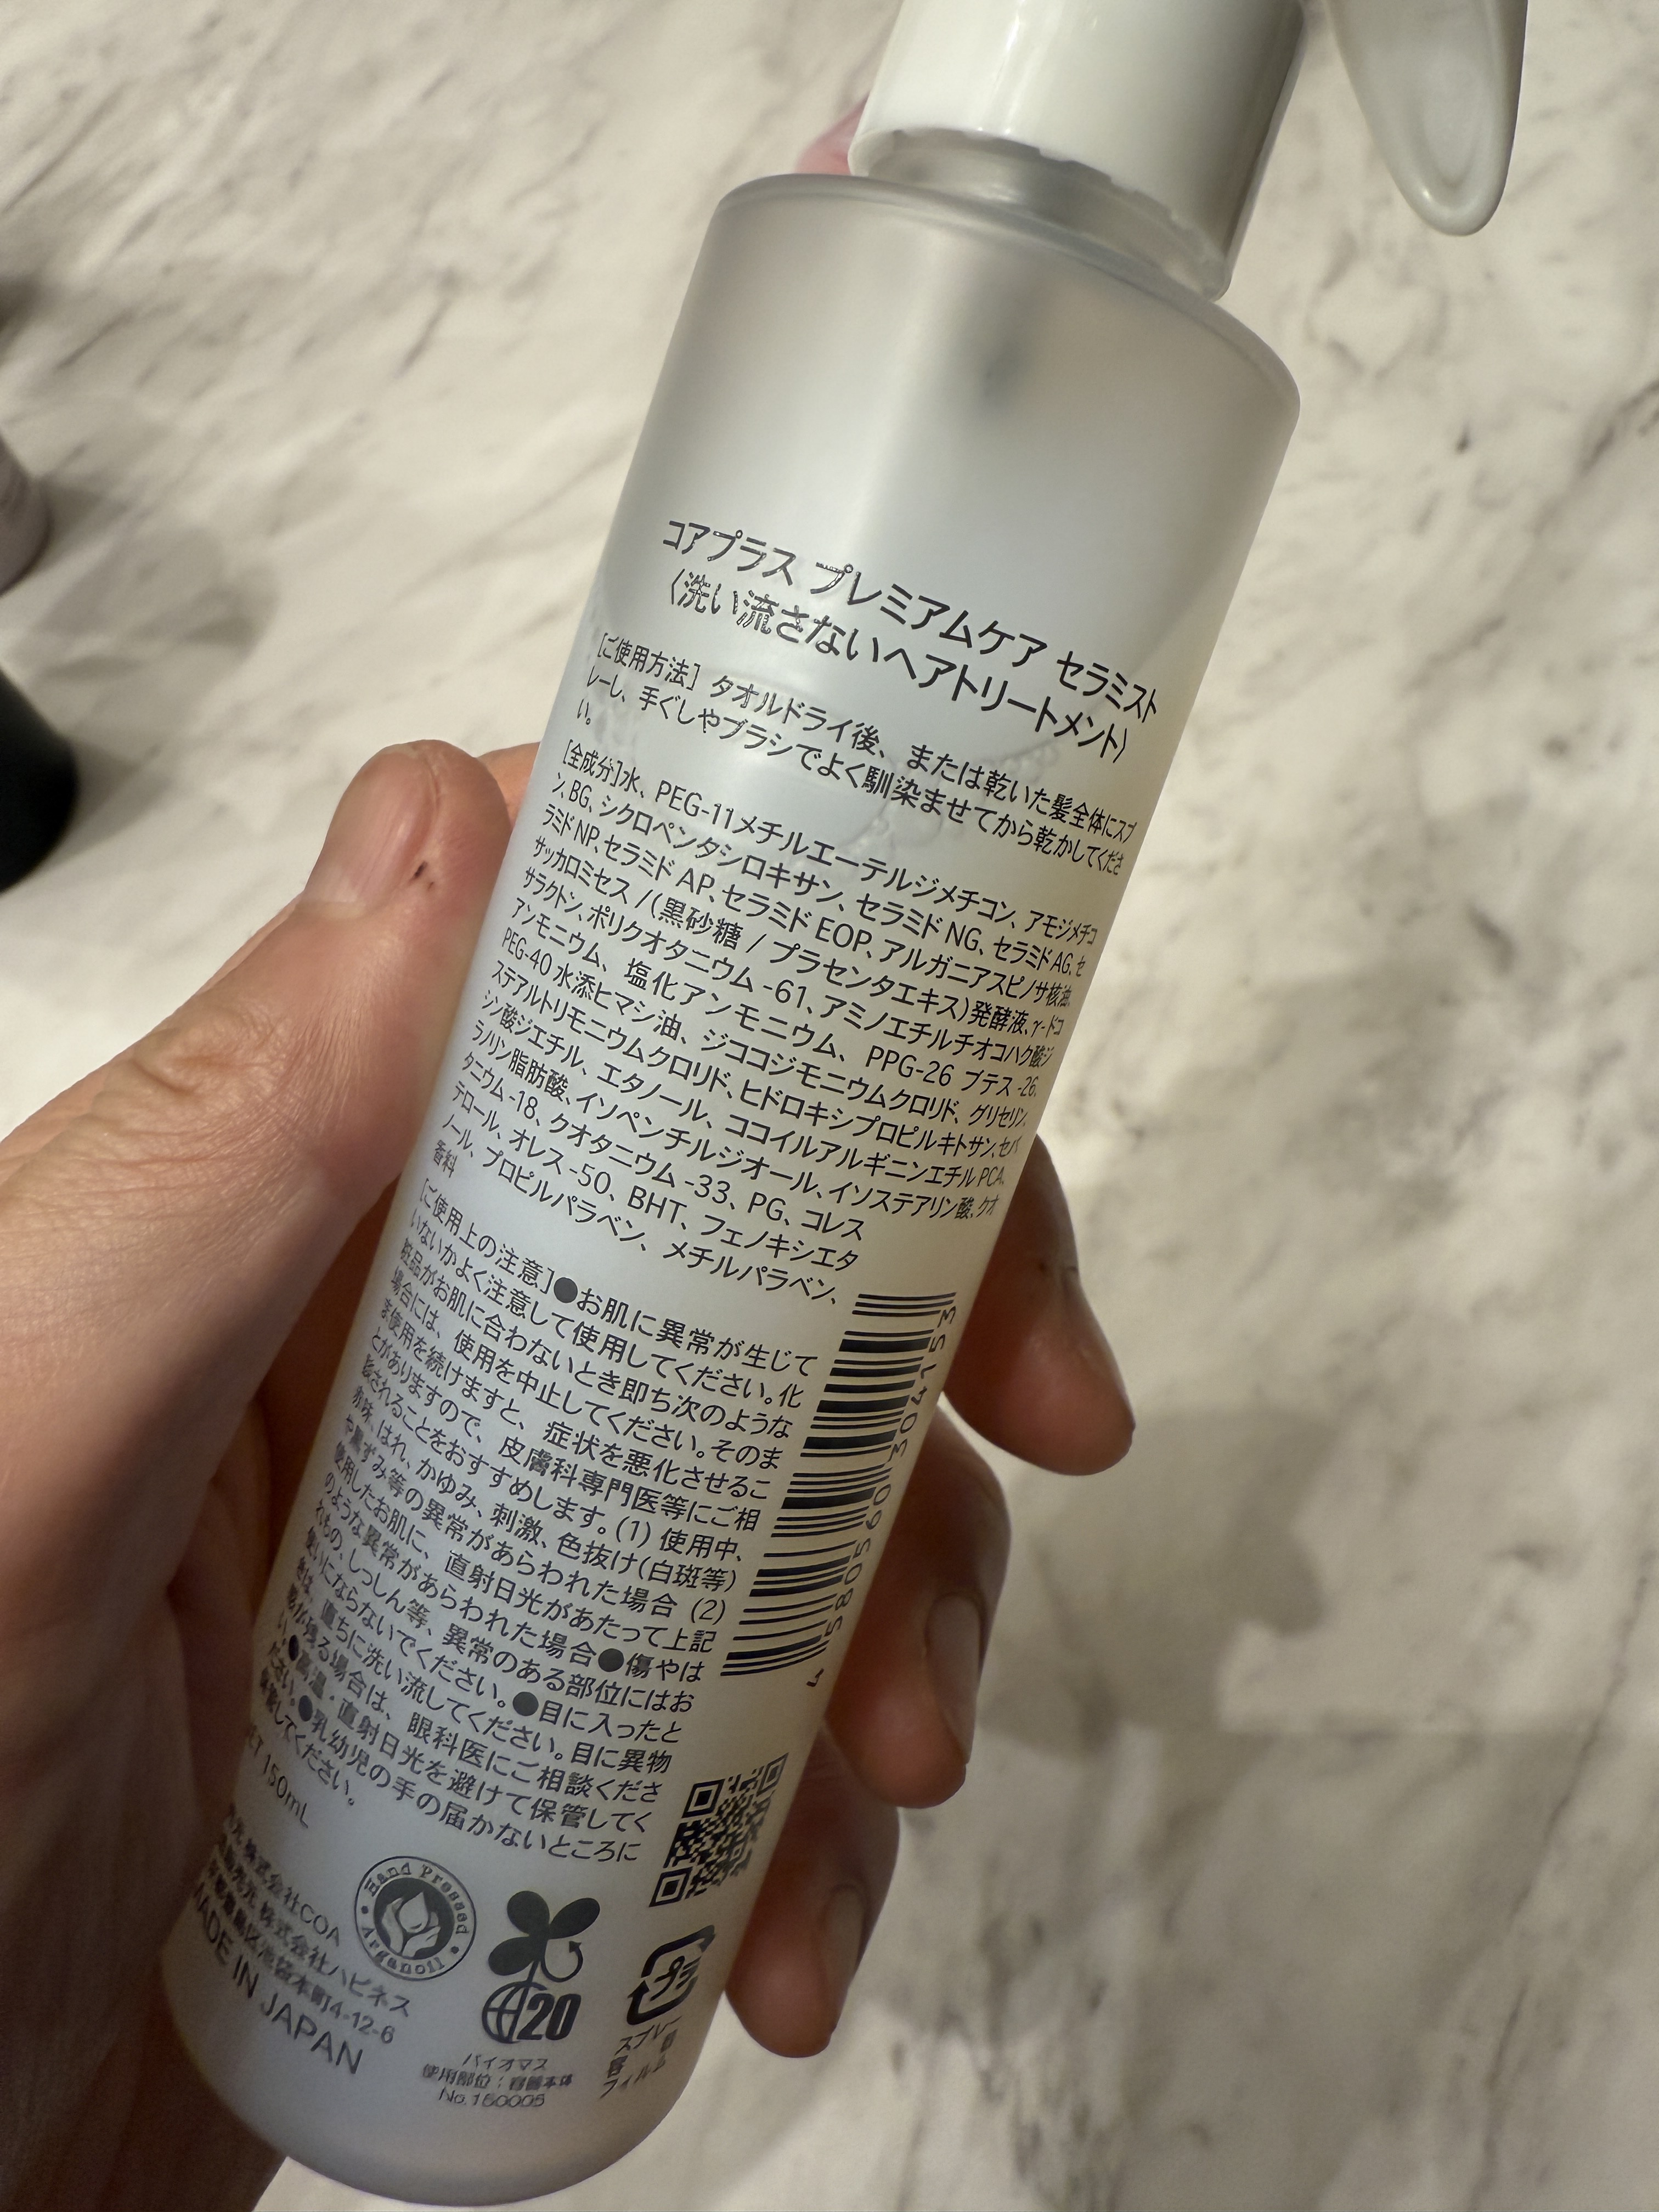 コアプラス プレミアムケア セラミスト
〈洗い流さないヘアトリートメント〉
[ご使用方法] タオルドライ後、または乾いた髪全体にスプ
レーし、手ぐしやブラシでよく馴染ませてから乾かしてくださ
い。
[全成分]水、PEG-11メチルエーテルジメチコン、アモジメチコ
ン、BG、シクロペンタシロキサン、セラミドNG、セラミドAG、セ
ラミドNP、セラミドAP、セラミドEOP、アルガニアスピノサ核油、
サッカロミセス /(黒砂糖 / プラセンタエキス)発酵液、γ-ドコ
サラクトン、ポリクオタニウム -61、アミノエチルチオコハク酸ジ
アンモニウム、塩化アンモニウム、PPG-26 ブテス -26、
PEG-40 水添ヒマシ油、ジココジモニウムクロリド、グリセリン、
ステアルトリモニウムクロリド、ヒドロキシプロピルキトサン、セバ
シン酸ジエチル、エタノール、ココイルアルギニンエチルPCA、
ラノリン脂肪酸、イソペンチルジオール、イソステアリン酸、クオ
タニウム -18、クオタニウム -33、PG、コレス
テロール、オレス -50、BHT、フェノキシエタ
ノール、プロピルパラベン、メチルパラベン、
香料
[ご使用上の注意]●お肌に異常が生じて
いないかよく注意して使用してください。化
粧品がお肌に合わないとき即ち次のような
場合には、使用を中止してください。そのま
ま使用を続けますと、症状を悪化させるこ
とがありますので、皮膚科専門医等にご相
談されることをおすすめします。(1) 使用中、
赤味、はれ、かゆみ、刺激、色抜け(白斑等)
や黒ずみ等の異常があらわれた場合 (2)
使用したお肌に、直射日光があたって上記
のような異常があらわれた場合●傷やは
れもの、しっしん等、異常のある部位にはお
使いにならないでください。●目に入ったと
きは、直ちに洗い流してください。目に異物
感が残る場合は、眼科医にご相談くださ
い。●高温・直射日光を避けて保管してく
ださい。●乳幼児の手の届かないところに
保管してください。
150mL
株式会社COA
株式会社ハピネス
4-12-6
MADE IN JAPAN
Hand Pressed
Arganoil
20
バイオマス
使用部位:容器本体
No.160005
プラ
スプレー
容器
フィルム